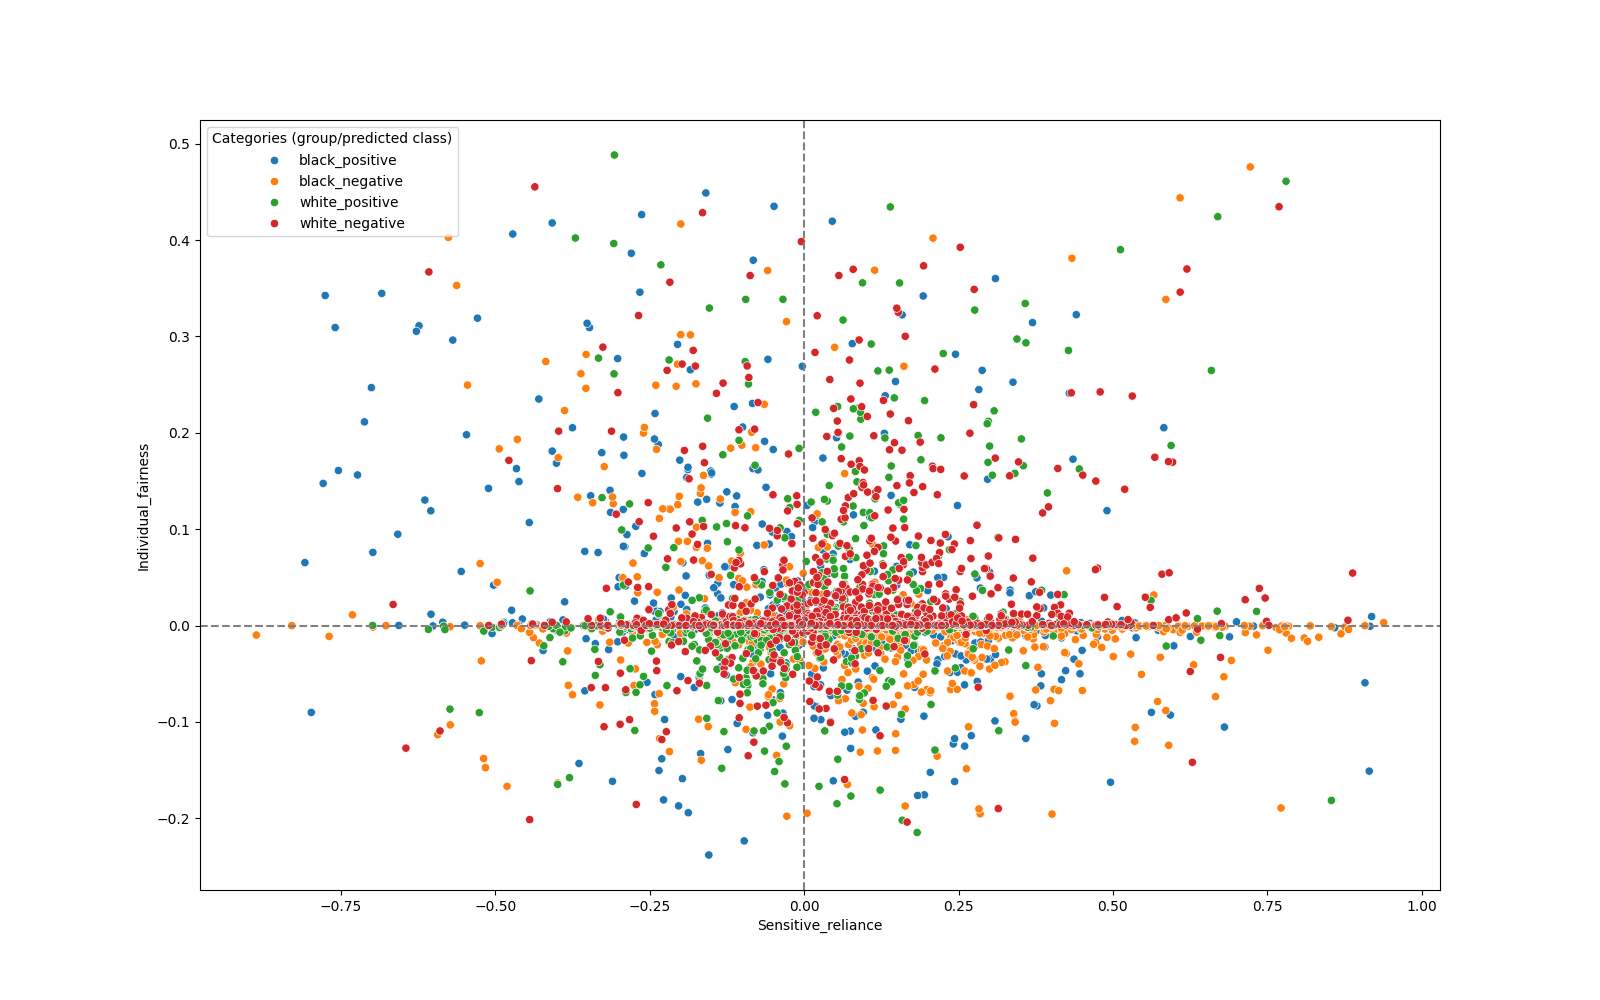 Categories (group/predicted class)
black_positive
black_negative
white_positive
white_negative
0.5
0.4
0.3
0.2
0.1
0.0
−0.1
−0.2
Individual_fairness
−0.75
−0.50
−0.25
0.00
0.25
0.50
0.75
1.00
Sensitive_reliance